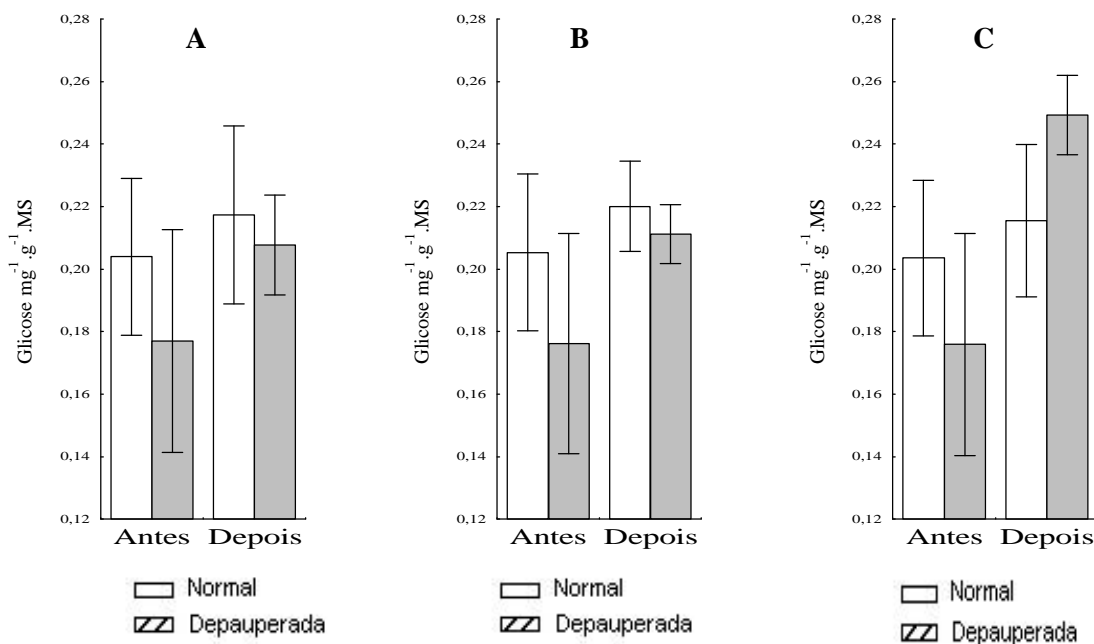 A
0,28
0,26
0,24
0,22
0,20
0,18
0,16
0,14
0,12
Glicose mg⁻¹.g⁻¹.MS
Antes Depois
Normal
Depauperada
B
0,28
0,26
0,24
0,22
0,20
0,18
0,16
0,14
0,12
Glicose mg⁻¹.g⁻¹.MS
Antes Depois
Normal
Depauperada
C
0,28
0,26
0,24
0,22
0,20
0,18
0,16
0,14
0,12
Glicose mg⁻¹.g⁻¹.MS
Antes Depois
Normal
Depauperada